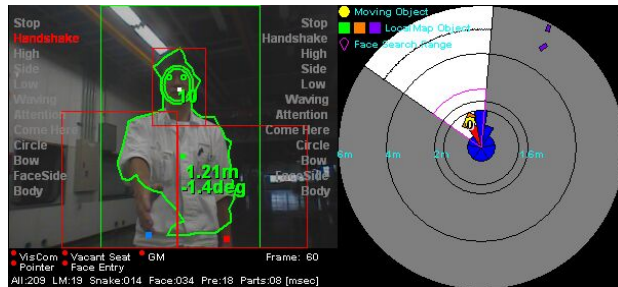 Stop
Handshake
High
Side
Low
Waving
Attention
Come Here
Circle
Bow
FaceSide
Body
Stop
Handshake
High
Side
Low
Waving
Attention
Come Here
Circle
Bow
FaceSide
Body
1.21m
-1.4deg
VisCom Vacant Seat GM Frame: 60
Pointer Face Entry
All:209 LM:19 Snake:014 Face:034 Pre:18 Parts:08 [msec]
Moving Object
Local Map Object
Face Search Range
6m 4m 2m 1.6m